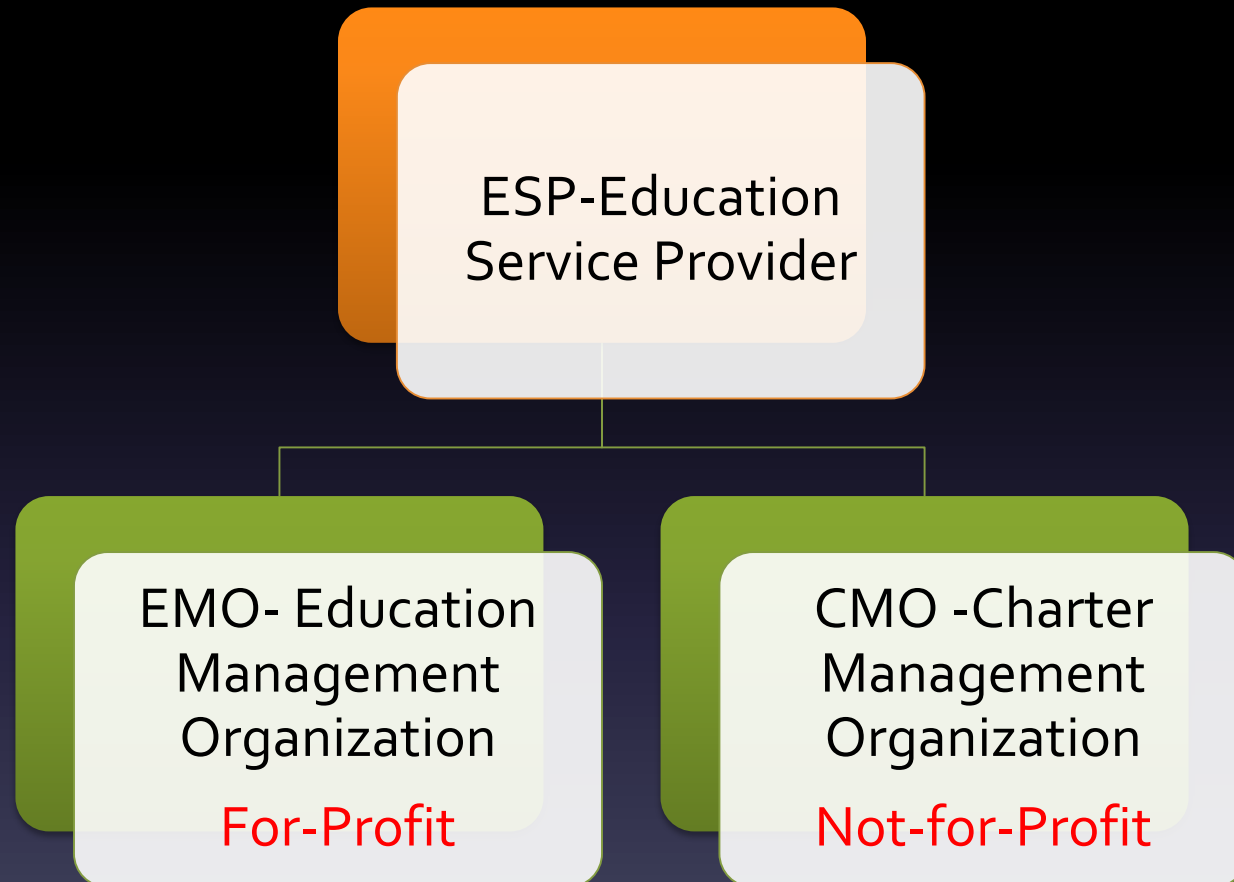 ESP-Education
Service Provider
EMO- Education
Management
Organization
For-Profit
CMO -Charter
Management
Organization
Not-for-Profit